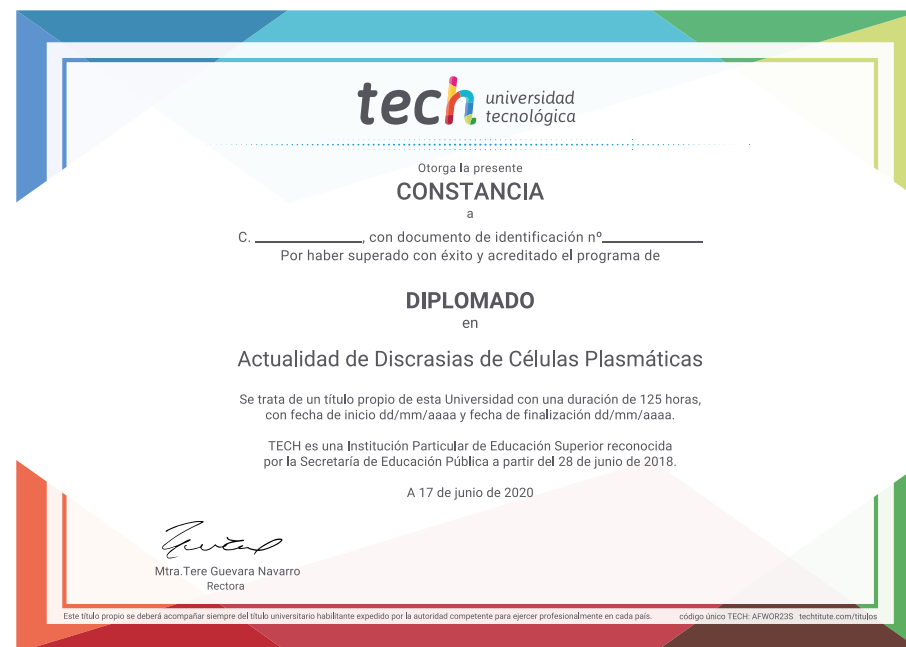 tech universidad
tecnológica
Otorga la presente
CONSTANCIA
a
C. ______________, con documento de identificación nº_____________
Por haber superado con éxito y acreditado el programa de
DIPLOMADO
en
Actualidad de Discrasias de Células Plasmáticas
Se trata de un título propio de esta Universidad con una duración de 125 horas,
con fecha de inicio dd/mm/aaaa y fecha de finalización dd/mm/aaaa.
TECH es una Institución Particular de Educación Superior reconocida
por la Secretaría de Educación Pública a partir del 28 de junio de 2018.
A 17 de junio de 2020
Mtra.Tere Guevara Navarro
Rectora
Este título propio se deberá acompañar siempre del título universitario habilitante expedido por la autoridad competente para ejercer profesionalmente en cada país. código único TECH: AFWOR23S techtitute.com/titulos